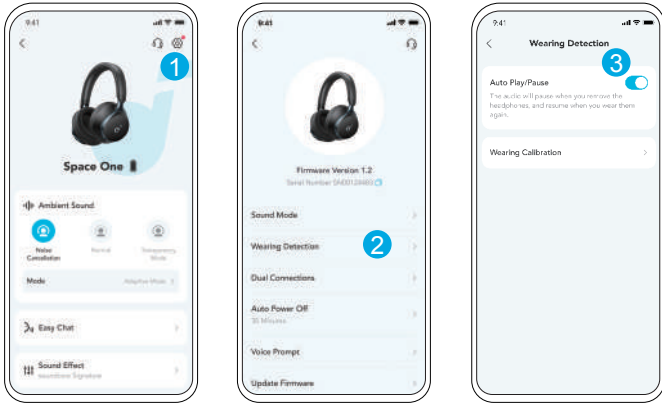 9:41
1
Space One
Ambient Sound
Noise
Cancellation
Normal
Transparency
Mode
Mode
Adaptive Mode
Easy Chat
Sound Effect
soundcore Signature
9:41
Firmware Version 1.2
Serial Number
Sound Mode
Wearing Detection
2
Dual Connections
Auto Power Off
30 Minutes
Voice Prompt
Update Firmware
9:41
Wearing Detection
3
Auto Play/Pause
The audio will pause when you remove the
headphones, and resume when you wear them
again.
Wearing Calibration